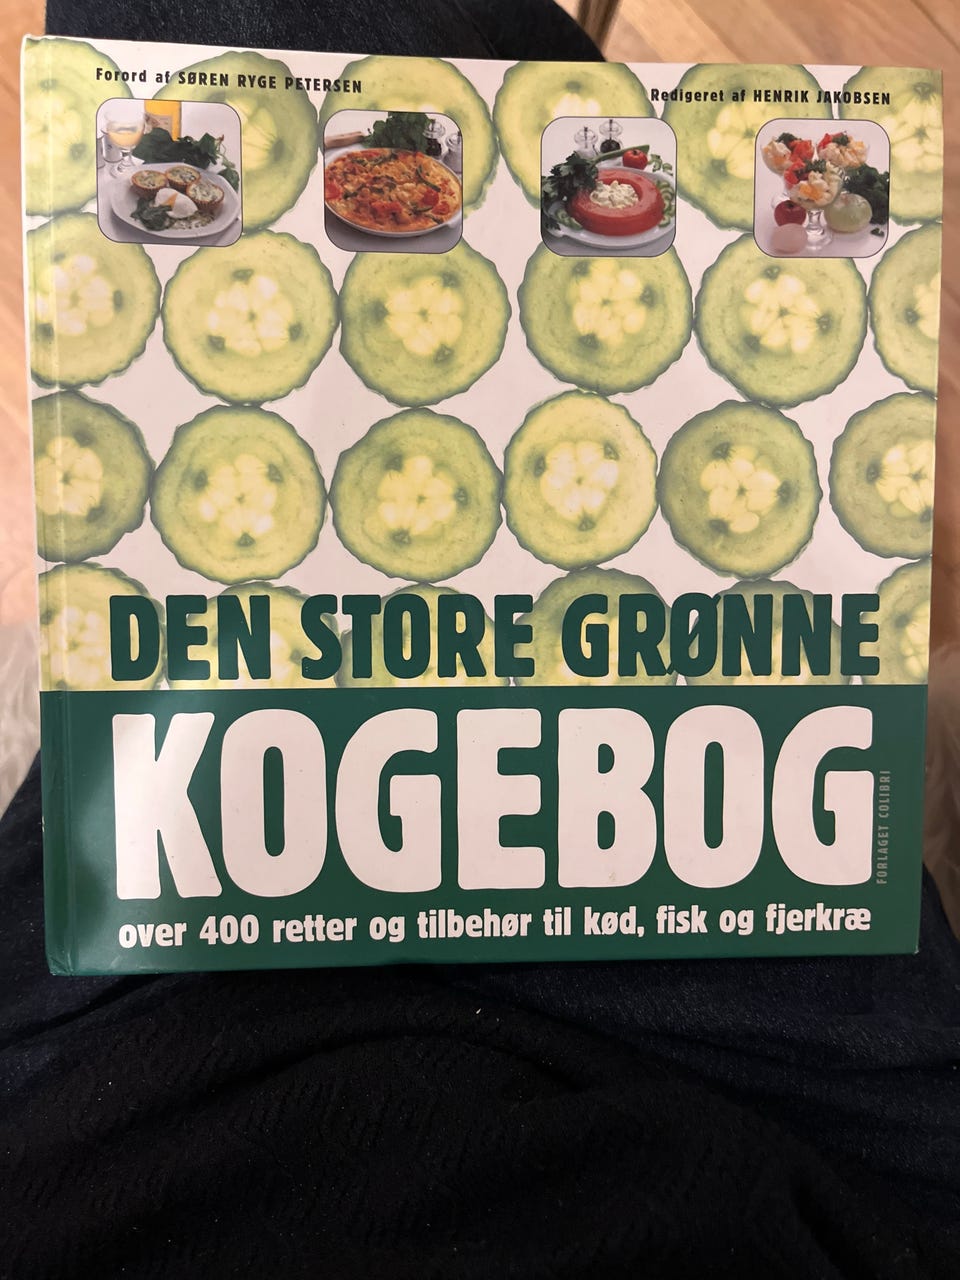 Forord af SØREN RYGE PETERSEN
Redigeret af HENRIK JAKOBSEN
DEN STORE GRØNNE
KOGEBOG
FORLAGET COLIBRI
over 400 retter og tilbehør til kød, fisk og fjerkræ